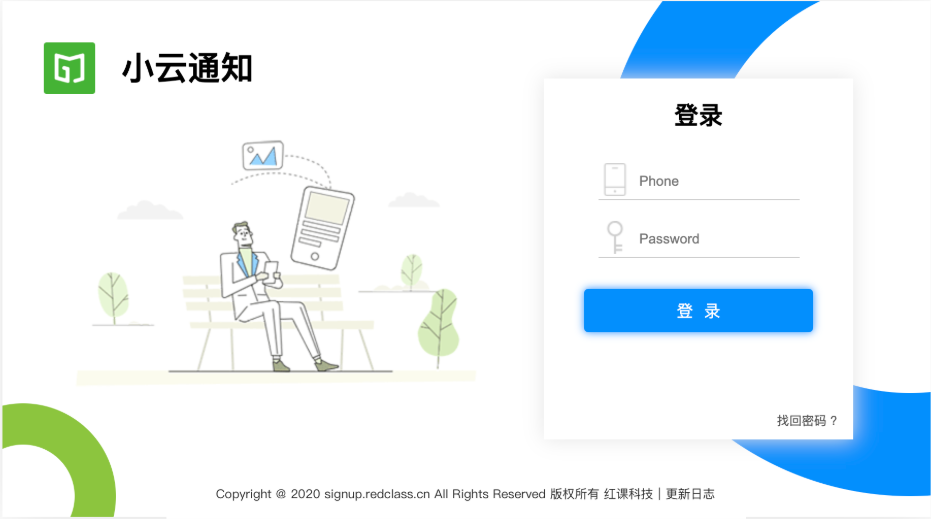 小云通知
登录
Phone
Password
登 录
找回密码？
Copyright @ 2020 signup.redclass.cn All Rights Reserved 版权所有 红课科技 | 更新日志